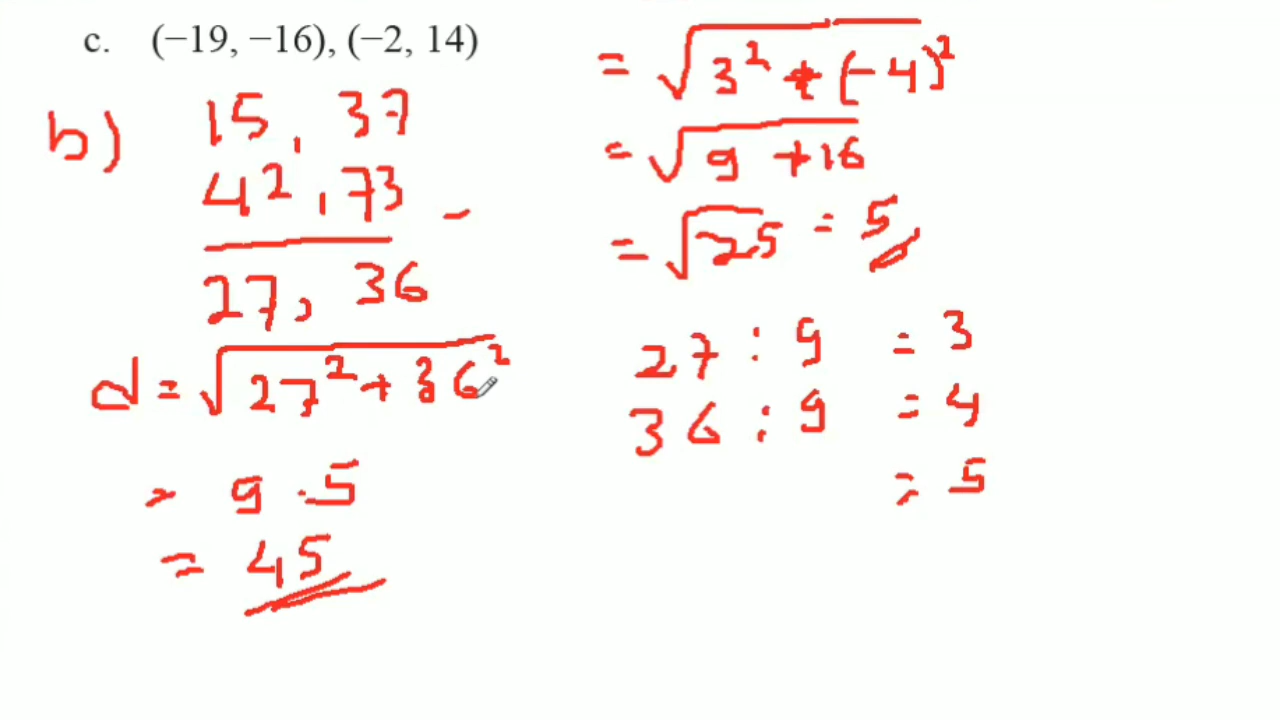 c. (−19, −16), (−2, 14)
b) 15, 37
42, 73 -
27, 36
d = √27² + 36²
= 9 . 5
= 45
= √3² + (-4)²
= √9 + 16
= √25 = 5
27 : 9 = 3
36 : 9 = 4
= 5